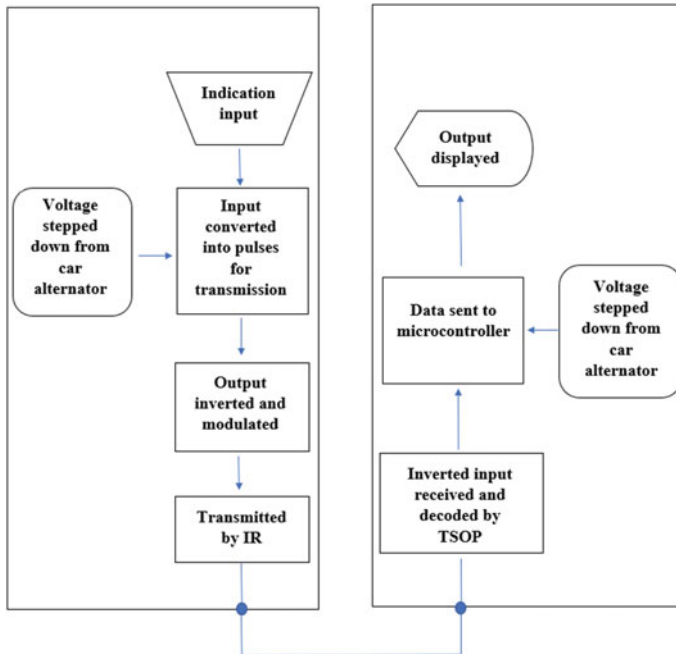 Indication
input
Voltage
stepped
down from
car
alternator
Input
converted
into pulses
for
transmission
Output
inverted and
modulated
Transmitted
by IR
Output
displayed
Data sent to
microcontroller
Voltage
stepped
down from
car
alternator
Inverted input
received and
decoded by
TSOP